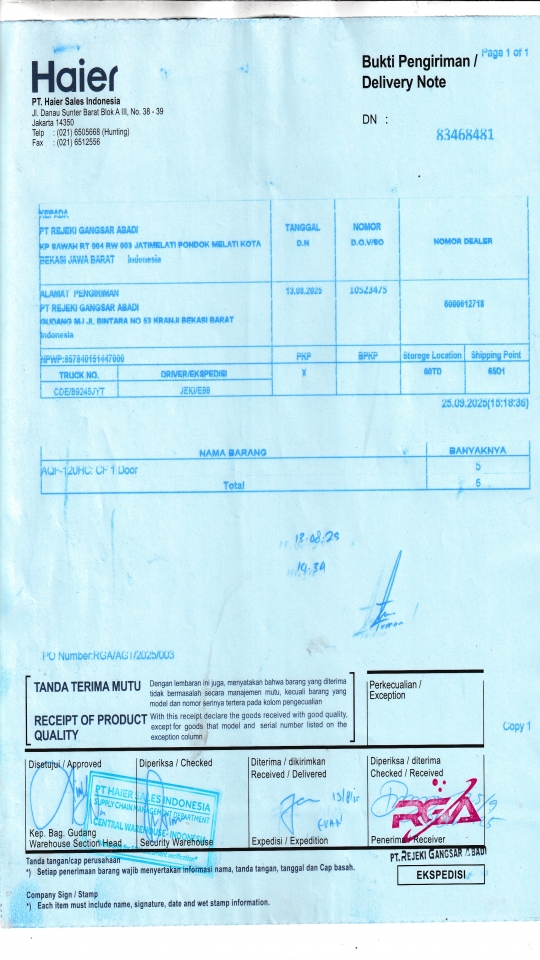 Haier
Bukti Pengiriman /
Delivery Note
Page 1 of 1
PT. Haier Sales Indonesia
Jl. Danau Sunter Barat Blok A III, No. 38 - 39
Jakarta 14350
Telp : (021) 6505668 (Hunting)
Fax : (021) 6512556
DN :
83468481
KEPADA
PT REJEKI GANGSAR ABADI
KP SAWAH RT 004 RW 003 JATIMELATI PONDOK MELATI KOTA
BEKASI JAWA BARAT Indonesia
TANGGAL
D.N
NOMOR
D.O.V/SO
NOMOR DEALER
ALAMAT PENGIRIMAN
PT REJEKI GANGSAR ABADI
GUDANG M-I JL BINTARA NO 53 KRANJI BEKASI BARAT
Indonesia
13.08.2025
10523475
6000612718
NPWP:857840151447000
PKP
BPKP
Storege Location
Shipping Point
TRUCK NO.
DRIVER/EKSPEDISI
X
00TD
65D1
CDE/B9245JYT
25.09.2025(15:18:36)
NAMA BARANG
BANYAKNYA
AQF-120HC: CF 1 Door
5
Total
5
13-08-25
14.34
PO Number:RGA/AGT/2025/003
TANDA TERIMA MUTU
Dengan lembaran ini juga, menyatakan bahwa barang yang diterima
tidak bermasalah secara manajemen mutu, kecuali barang yang
model dan nomor serinya tertera pada kolom pengecualian
RECEIPT OF PRODUCT
QUALITY
With this receipt declare the goods received with good quality,
except for goods that model and serial number listed on the
exception column
Perkecualian /
Exception
Copy 1
Disetujui / Approved
Diperiksa / Checked
Diterima / dikirimkan
Received / Delivered
Diperiksa / diterima
Checked / Received
PT HAIER SALES INDONESIA
SUPPLY CHAIN MANAGEMENT DEPARTMENT
CENTRAL WAREHOUSE- INDONESIA
RGA
Kep. Bag. Gudang
Warehouse Section Head
Security Warehouse
Expedisi / Expedition
Penerima / Receiver
PT.REJEKI GANGSAR ABADI
EKSPEDISI
Tanda tangan/cap perusahaan
*) Setiap penerimaan barang wajib menyertakan informasi nama, tanda tangan, tanggal dan Cap basah.
Company Sign / Stamp
*) Each item must include name, signature, date and wet stamp information.